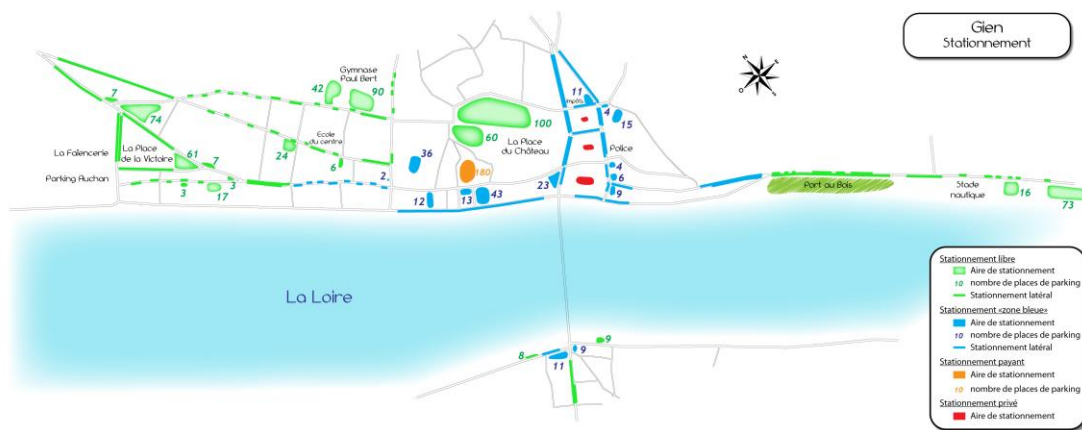 Gien
Stationnement
N
E
S
O
Gymnase
Paul Bert
42
90
7
74
La Faïencerie
La Place
de la Victoire
61
7
Parking Auchan
3
3
17
24
Ecole
du centre
6
2
36
12
13
43
180
60
100
La Place
du Château
11
Impôts
4
15
Police
4
6
9
23
Port au Bois
Stade
nautique
16
73
La Loire
8
11
9
9
Stationnement libre
Aire de stationnement
10 nombre de places de parking
Stationnement latéral
Stationnement «zone bleue»
Aire de stationnement
10 nombre de places de parking
Stationnement latéral
Stationnement payant
Aire de stationnement
10 nombre de places de parking
Stationnement privé
Aire de stationnement